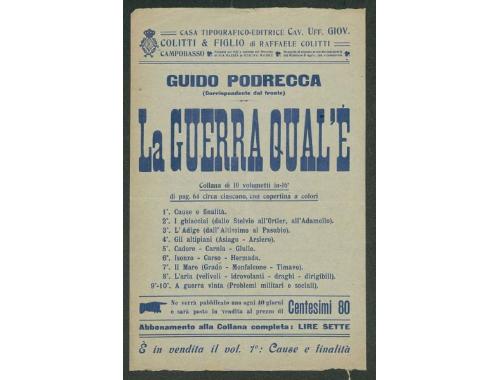 CASA TIPOGRAFICO-EDITRICE CAV. UFF. GIOV.
COLITTI & FIGLIO di RAFFAELE COLITTI
CAMPOBASSO
GUIDO PODRECCA
(Corrispondente dal fronte)
La GUERRA QUAL'È
Collana di 10 volumetti in-16°
di pag. 64 circa ciascuno, con copertina a colori
1°. Cause e finalità.
2°. I ghiacciai (dallo Stelvio all'Ortler, all'Adamello).
3°. L'Adige (dall'Altissimo al Pasubio).
4°. Gli altipiani (Asiago - Arsiero).
5°. Cadore - Carnia - Giulie.
6°. Isonzo - Carso - Hermada.
7°. Il Mare (Grado - Monfalcone - Timavo).
8°. L'aria (velivoli - idrovolanti - draghi - dirigibili).
9°-10°. A guerra vinta (Problemi militari e sociali).
Ne verrà pubblicato uno ogni 10 giorni
e sarà posto in vendita al prezzo di Centesimi 80
Abbonamento alla Collana completa: LIRE SETTE
È in vendita il vol. 1°: Cause e finalità